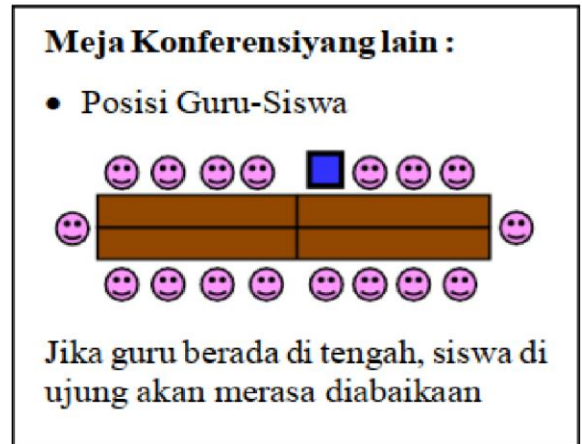 Meja Konferensiyang lain :
• Posisi Guru-Siswa
Jika guru berada di tengah, siswa di
ujung akan merasa diabaikaan